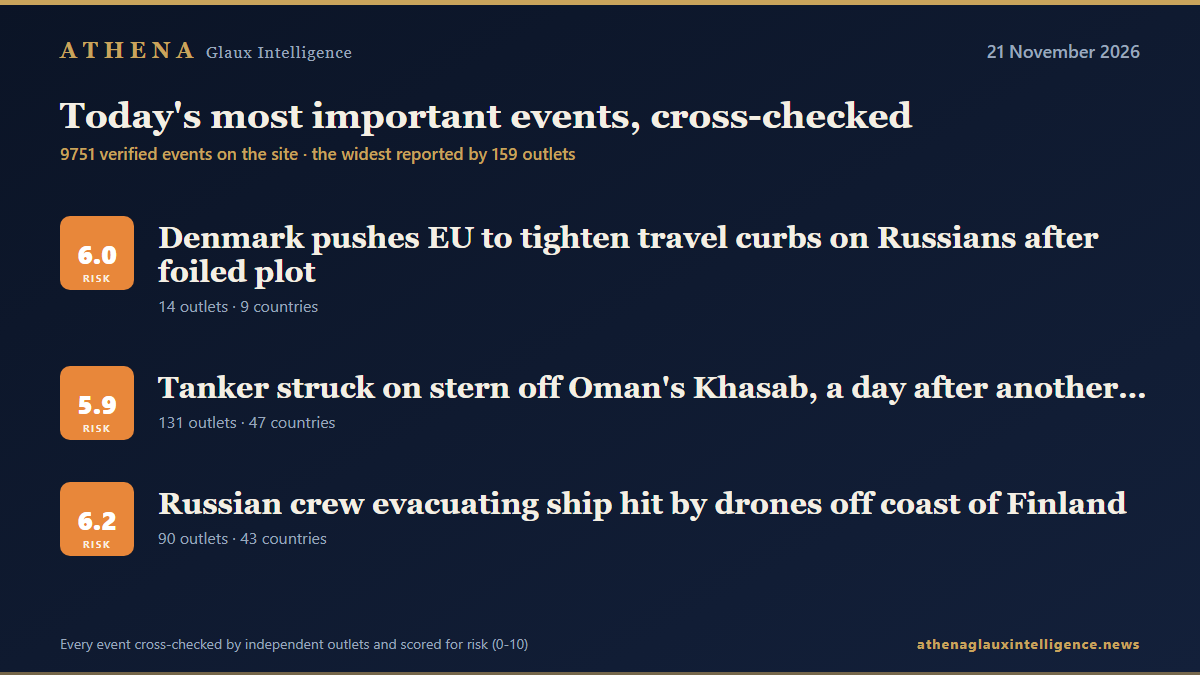 ATHENA Glaux Intelligence
21 November 2026
Today's most important events, cross-checked
9751 verified events on the site · the widest reported by 159 outlets
6.0
RISK
Denmark pushes EU to tighten travel curbs on Russians after
foiled plot
14 outlets · 9 countries
5.9
RISK
Tanker struck on stern off Oman's Khasab, a day after another...
131 outlets · 47 countries
6.2
RISK
Russian crew evacuating ship hit by drones off coast of Finland
90 outlets · 43 countries
Every event cross-checked by independent outlets and scored for risk (0-10)
athenaglauxintelligence.news